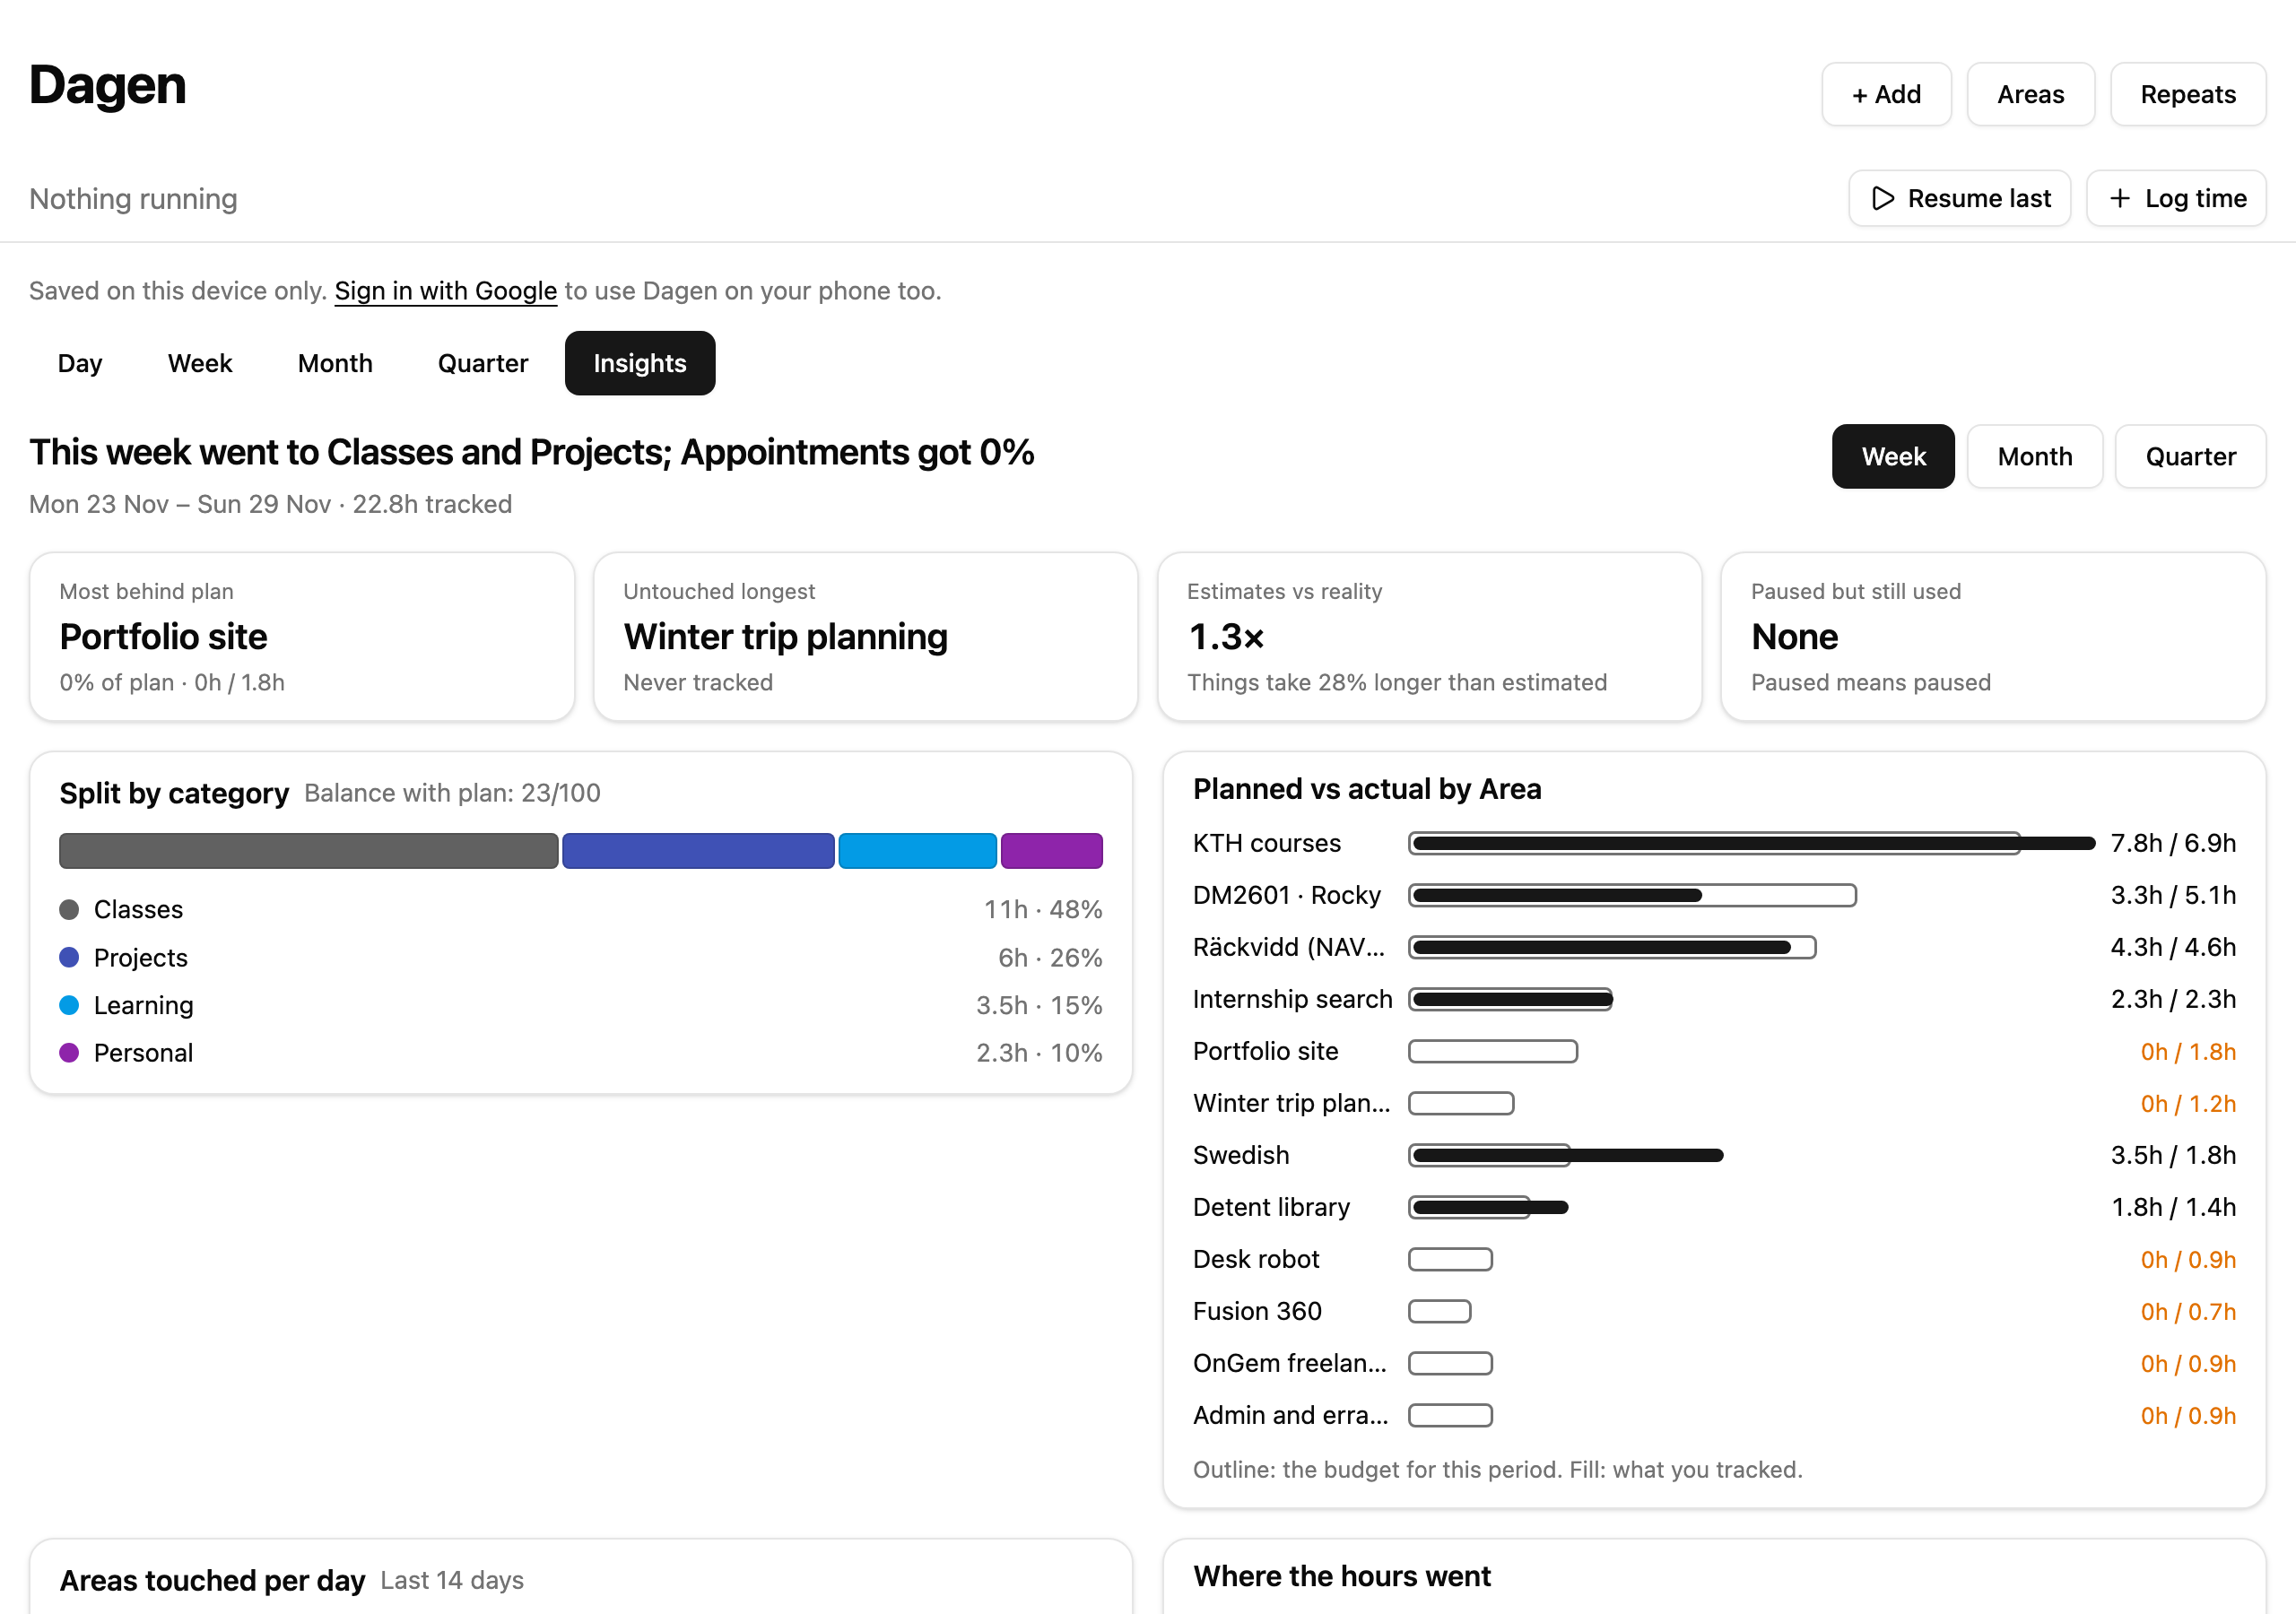 Dagen
+ Add
Areas
Repeats
Nothing running
Resume last
+ Log time
Saved on this device only. Sign in with Google to use Dagen on your phone too.
Day
Week
Month
Quarter
Insights
This week went to Classes and Projects; Appointments got 0%
Week
Month
Quarter
Mon 23 Nov – Sun 29 Nov · 22.8h tracked
Most behind plan
Portfolio site
0% of plan · 0h / 1.8h
Untouched longest
Winter trip planning
Never tracked
Estimates vs reality
1.3×
Things take 28% longer than estimated
Paused but still used
None
Paused means paused
Split by category Balance with plan: 23/100
Classes 11h · 48%
Projects 6h · 26%
Learning 3.5h · 15%
Personal 2.3h · 10%
Planned vs actual by Area
KTH courses 7.8h / 6.9h
DM2601 · Rocky 3.3h / 5.1h
Räckvidd (NAV... 4.3h / 4.6h
Internship search 2.3h / 2.3h
Portfolio site 0h / 1.8h
Winter trip plan... 0h / 1.2h
Swedish 3.5h / 1.8h
Detent library 1.8h / 1.4h
Desk robot 0h / 0.9h
Fusion 360 0h / 0.7h
OnGem freelan... 0h / 0.9h
Admin and erra... 0h / 0.9h
Outline: the budget for this period. Fill: what you tracked.
Areas touched per day Last 14 days
Where the hours went